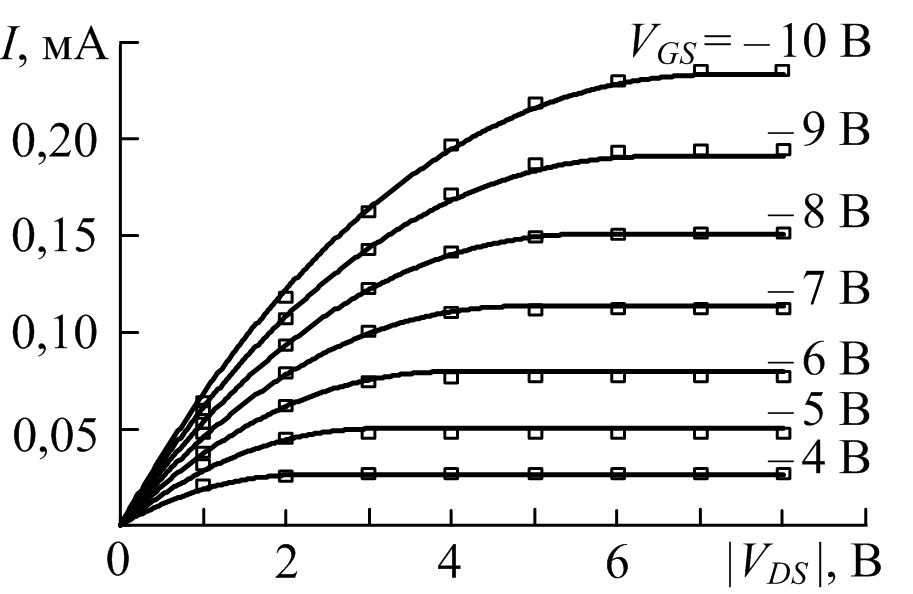 I, мА
V_GS = – 10 В
0,20
– 9 В
0,15
– 8 В
– 7 В
0,10
– 6 В
– 5 В
0,05
– 4 В
0 2 4 6 |V_DS|, В